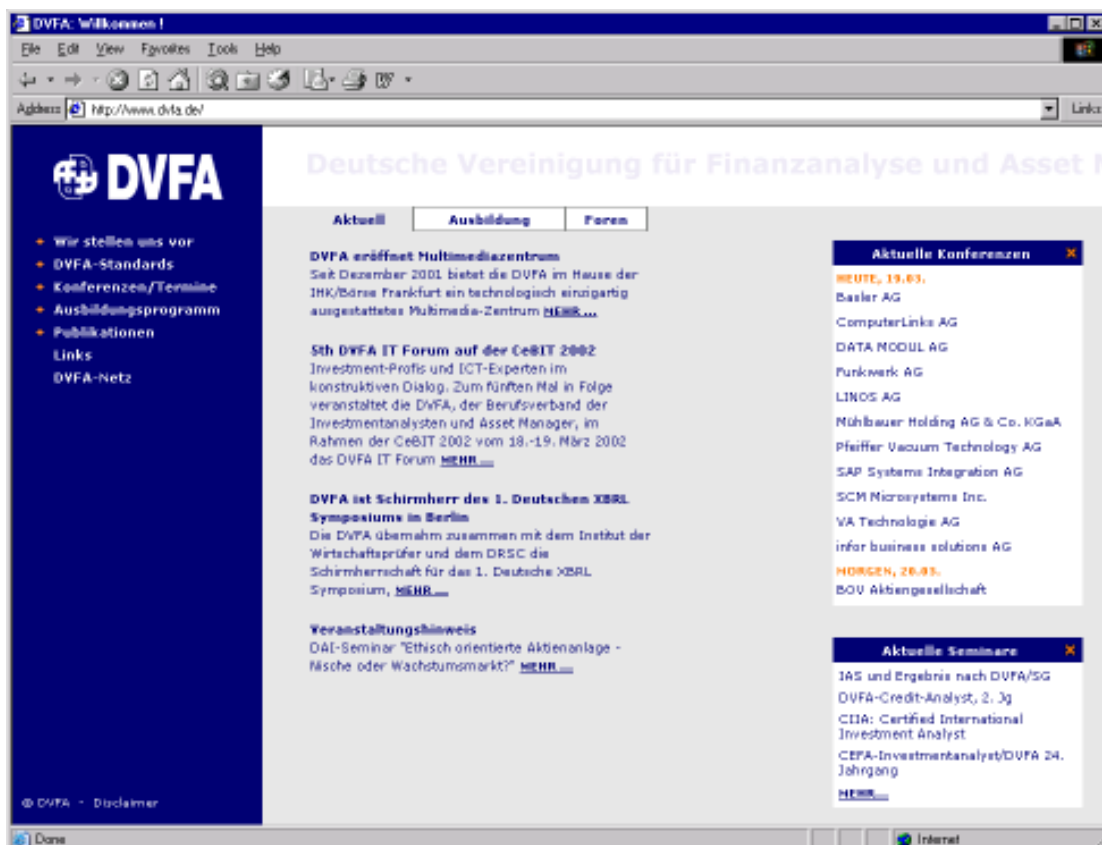 DVFA: Willkommen !
File Edit View Favorites Tools Help
Address http://www.dvfa.de/ Links
DVFA
Deutsche Vereinigung für Finanzanalyse und Asset
Wir stellen uns vor
DVFA-Standards
Konferenzen/Termine
Ausbildungsprogramm
Publikationen
Links
DVFA-Netz
Aktuell Ausbildung Foren
DVFA eröffnet Multimediazentrum
Seit Dezember 2001 bietet die DVFA im Hause der
IHK/Börse Frankfurt ein technologisch einzigartig
ausgestattetes Multimedia-Zentrum MEHR ...
5th DVFA IT Forum auf der CeBIT 2002
Investment-Profis und ICT-Experten im
konstruktiven Dialog. Zum fünften Mal in Folge
veranstaltet die DVFA, der Berufsverband der
Investmentanalysten und Asset Manager, im
Rahmen der CeBIT 2002 vom 18.-19. März 2002
das DVFA IT Forum MEHR ...
DVFA ist Schirmherr des 1. Deutschen XBRL
Symposiums in Berlin
Die DVFA übernahm zusammen mit dem Institut der
Wirtschaftsprüfer und dem DRSC die
Schirmherrschaft für das 1. Deutsche XBRL
Symposium, MEHR ...
Veranstaltungshinweis
DAI-Seminar "Ethisch orientierte Aktienanlage -
Nische oder Wachstumsmarkt?" MEHR ...
Aktuelle Konferenzen
HEUTE, 19.03.
Basler AG
ComputerLinks AG
DATA MODUL AG
Funkwerk AG
LINOS AG
Mühlbauer Holding AG & Co. KGaA
Pfeiffer Vacuum Technology AG
SAP Systems Integration AG
SCM Microsystems Inc.
VA Technologie AG
infor business solutions AG
MORGEN, 20.03.
BOV Aktiengesellschaft
Aktuelle Seminare
IAS und Ergebnis nach DVFA/SG
DVFA-Credit-Analyst, 2. Jg
CIIA: Certified International
Investment Analyst
CEFA-Investmentanalyst/DVFA 24.
Jahrgang
MEHR...
© DVFA - Disclaimer
Done Internet